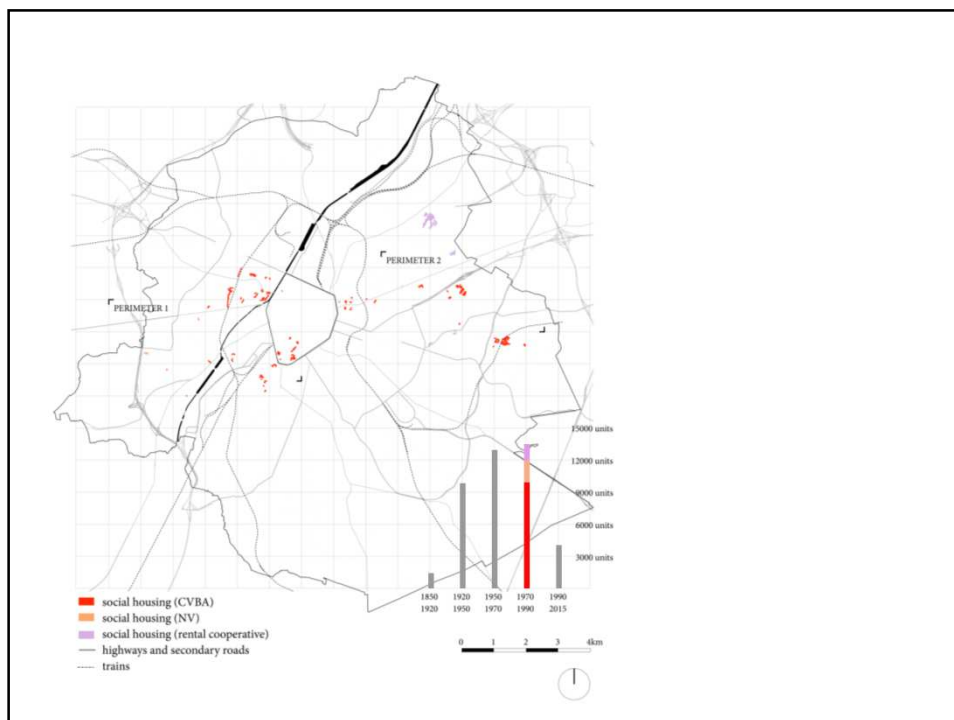 PERIMETER 2
PERIMETER 1
15000 units
12000 units
9000 units
6000 units
3000 units
1850 1920 1950 1970 1990
1920 1950 1970 1990 2015
social housing (CVBA)
social housing (NV)
social housing (rental cooperative)
highways and secondary roads
trains
0 1 2 3 4km